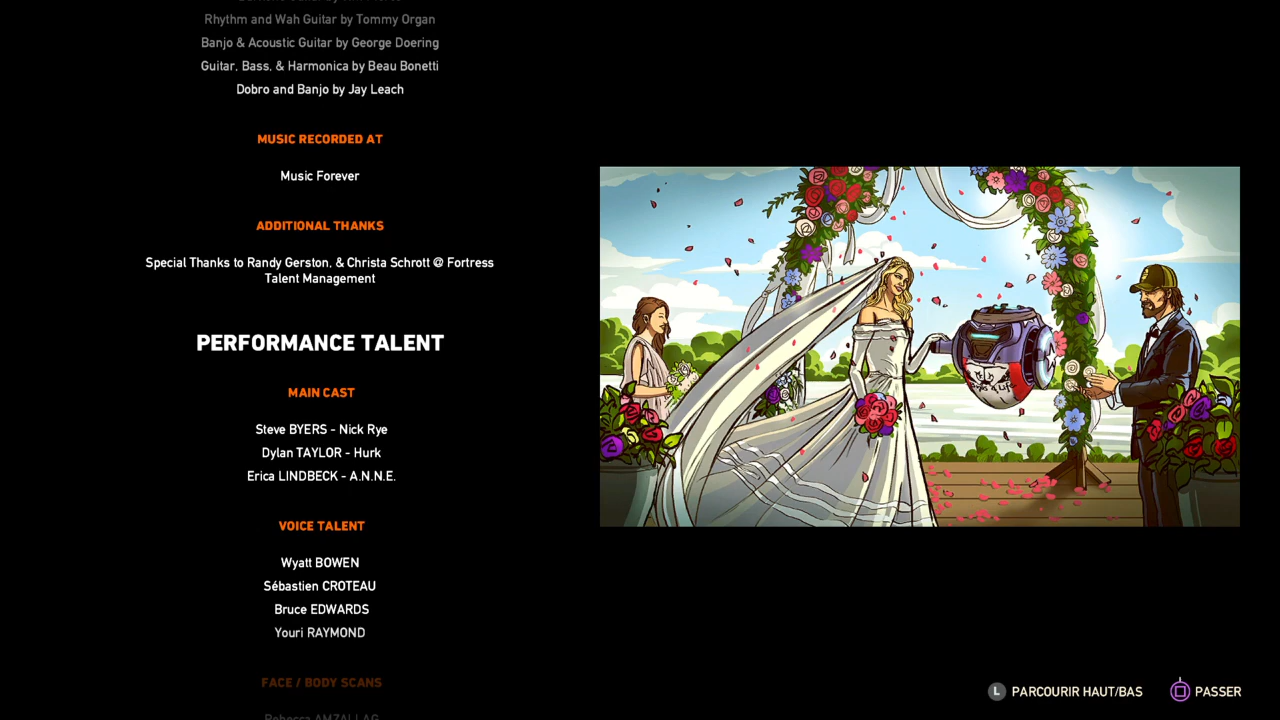 Rhythm and Wah Guitar by Tommy Organ
Banjo & Acoustic Guitar by George Doering
Guitar, Bass, & Harmonica by Beau Bonetti
Dobro and Banjo by Jay Leach
MUSIC RECORDED AT
Music Forever
ADDITIONAL THANKS
Special Thanks to Randy Gerston, & Christa Schrott @ Fortress
Talent Management
PERFORMANCE TALENT
MAIN CAST
Steve BYERS - Nick Rye
Dylan TAYLOR - Hurk
Erica LINDBECK - A.N.N.E.
VOICE TALENT
Wyatt BOWEN
Sébastien CROTEAU
Bruce EDWARDS
Youri RAYMOND
FACE / BODY SCANS
Rebecca AMZALLAG
L PARCOURIR HAUT/BAS
PASSER